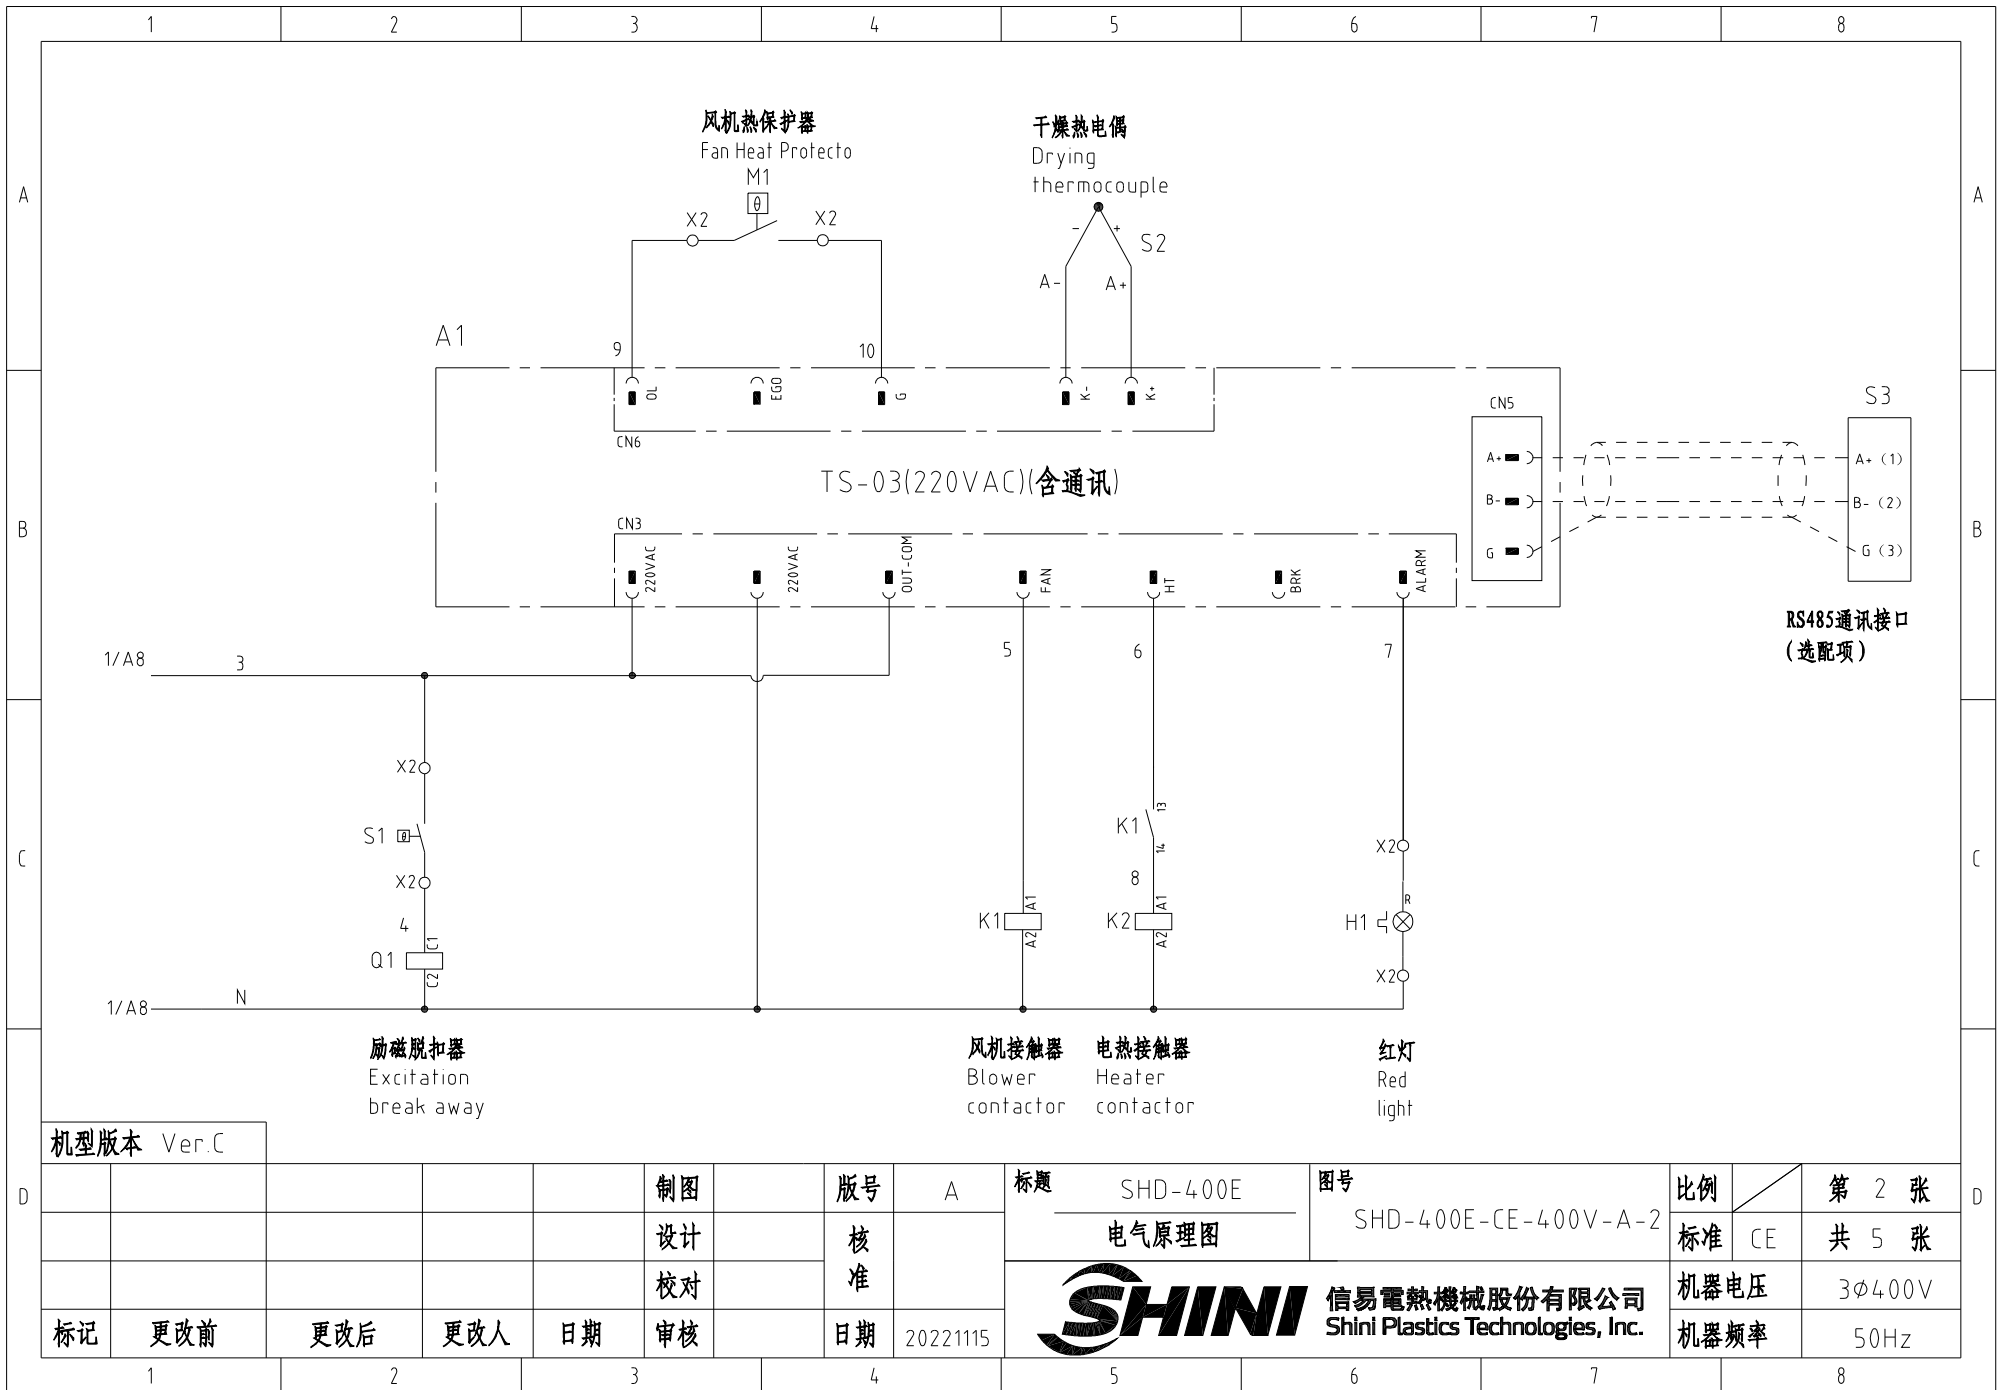 1 2 3 4 5 6 7 8
风机热保护器
Fan Heat Protecto
M1
θ
X2 X2
干燥热电偶
Drying
thermocouple
- +
S2
A- A+
A A
A1
9 10
OL EGO G K- K+
CN6
CN5
S3
A+ A+ (1)
TS-03(220VAC)(含通讯)
B- B- (2)
B B
CN3
G G (3)
220VAC 220VAC OUT-COM FAN HT BRK ALARM
RS485通讯接口
(选配项)
1/A8 3 5 6 7
X2
S1 θ
K1 13 14
X2
X2
C C
8
4
R
Q1 C1 C2
K1 A1 A2
K2 A1 A2
H1
X2
1/A8 N
励磁脱扣器
Excitation
break away
风机接触器
Blower
contactor
电热接触器
Heater
contactor
红灯
Red
light
机型版本 Ver.C
D D
制图 版号 A 标题 SHD-400E 图号 SHD-400E-CE-400V-A-2 比例 第 2 张
设计 核准 电气原理图 标准 CE 共 5 张
校对 机器电压 3φ400V
标记 更改前 更改后 更改人 日期 审核 日期 20221115 机器频率 50Hz
SHINI 信易電熱機械股份有限公司
Shini Plastics Technologies, Inc.
1 2 3 4 5 6 7 8